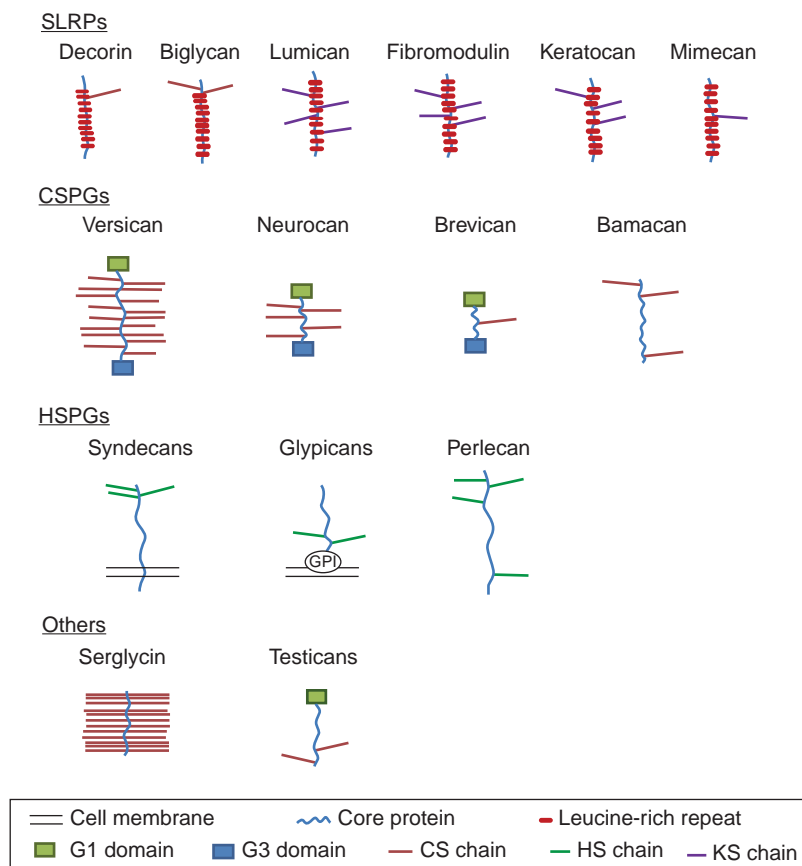 SLRPs
Decorin Biglycan Lumican Fibromodulin Keratocan Mimecan
CSPGs
Versican Neurocan Brevican Bamacan
HSPGs
Syndecans Glypicans Perlecan
GPI
Others
Serglycin Testicans
Cell membrane Core protein Leucine-rich repeat
G1 domain G3 domain CS chain HS chain KS chain